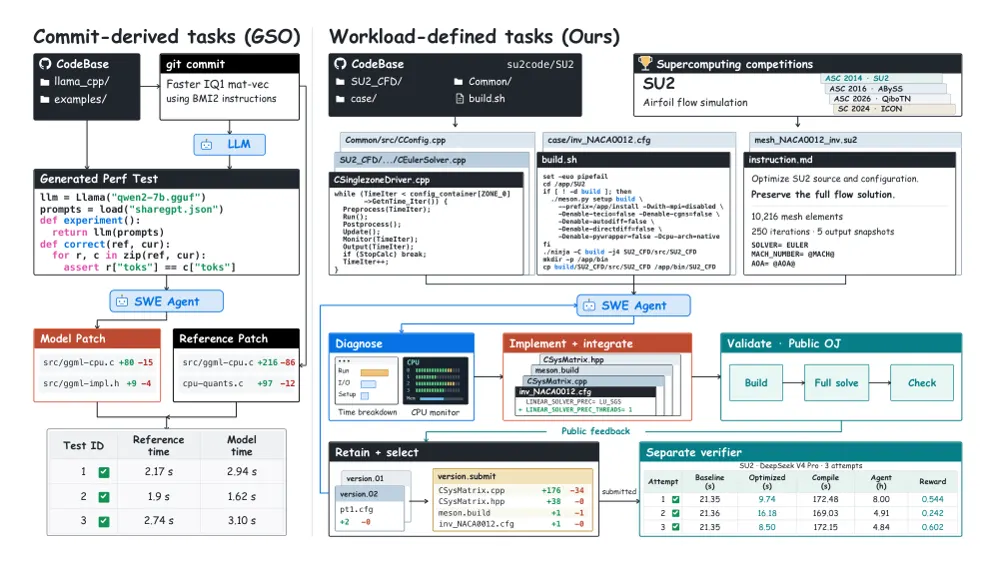 Commit-derived tasks (GSO)
CodeBase
llama_cpp/
examples/
git commit
Faster IQ1 mat-vec
using BMI2 instructions
LLM
Generated Perf Test
llm = Llama("qwen2-7b.gguf")
prompts = load("sharegpt.json")
def experiment():
return llm(prompts)
def correct(ref, cur):
for r, c in zip(ref, cur):
assert r["toks"] == c["toks"]
SWE Agent
Model Patch
src/ggml-cpu.c +80 -15
src/ggml-impl.h +9 -4
Reference Patch
src/ggml-cpu.c +216 -86
cpu-quants.c +97 -12
Test ID Reference time Model time
1 2.17 s 2.94 s
2 1.9 s 1.62 s
3 2.74 s 3.10 s
Workload-defined tasks (Ours)
CodeBase su2code/SU2
SU2_CFD/ Common/
case/ build.sh
Supercomputing competitions
SU2
Airfoil flow simulation
ASC 2014 · SU2
ASC 2016 · ABySS
ASC 2026 · QiboTN
SC 2024 · ICON
Common/src/CConfig.cpp
SU2_CFD/.../CEulerSolver.cpp
CSinglezoneDriver.cpp
while (TimeIter < config_container[ZONE_0]
->GetnTime_Iter()) {
Preprocess(TimeIter);
Run();
Postprocess();
Update();
Monitor(TimeIter);
Output(TimeIter);
if (StopCalc) break;
TimeIter++;
}
case/inv_NACA0012.cfg
build.sh
set -euo pipefail
cd /app/SU2
if [ ! -d build ]; then
./meson.py setup build \
--prefix=/app/install -Dwith-mpi=disabled \
-Denable-tecio=false -Denable-cgns=false \
-Denable-autodiff=false \
-Denable-directdiff=false \
-Denable-pywrapper=false -Dcpu-arch=native
fi
./ninja -C build -j4 SU2_CFD/src/SU2_CFD
mkdir -p /app/bin
cp build/SU2_CFD/src/SU2_CFD /app/bin/SU2_CFD
mesh_NACA0012_inv.su2
instruction.md
Optimize SU2 source and configuration.
Preserve the full flow solution.
10,216 mesh elements
250 iterations · 5 output snapshots
SOLVER= EULER
MACH_NUMBER= @MACH@
AOA= @AOA@
SWE Agent
Diagnose
Run
I/O
Setup
Time breakdown
CPU
Mem
CPU monitor
Implement + integrate
CSysMatrix.hpp
meson.build
CSysMatrix.cpp
inv_NACA0012.cfg
LINEAR_SOLVER_PREC= LU_SGS
+ LINEAR_SOLVER_PREC_THREADS= 1
Validate · Public OJ
Build
Full solve
Check
Public feedback
Retain + select
version.01
version.02
pt1.cfg
+2 -0
version.submit
CSysMatrix.cpp +176 -34
CSysMatrix.hpp +38 -0
meson.build +1 -1
inv_NACA0012.cfg +1 -0
submitted
Separate verifier
SU2 · DeepSeek V4 Pro · 3 attempts
Attempt Baseline (s) Optimized (s) Compile (s) Agent (h) Reward
1 21.35 9.74 172.48 8.00 0.544
2 21.36 16.18 169.03 4.91 0.242
3 21.35 8.50 172.15 4.84 0.602